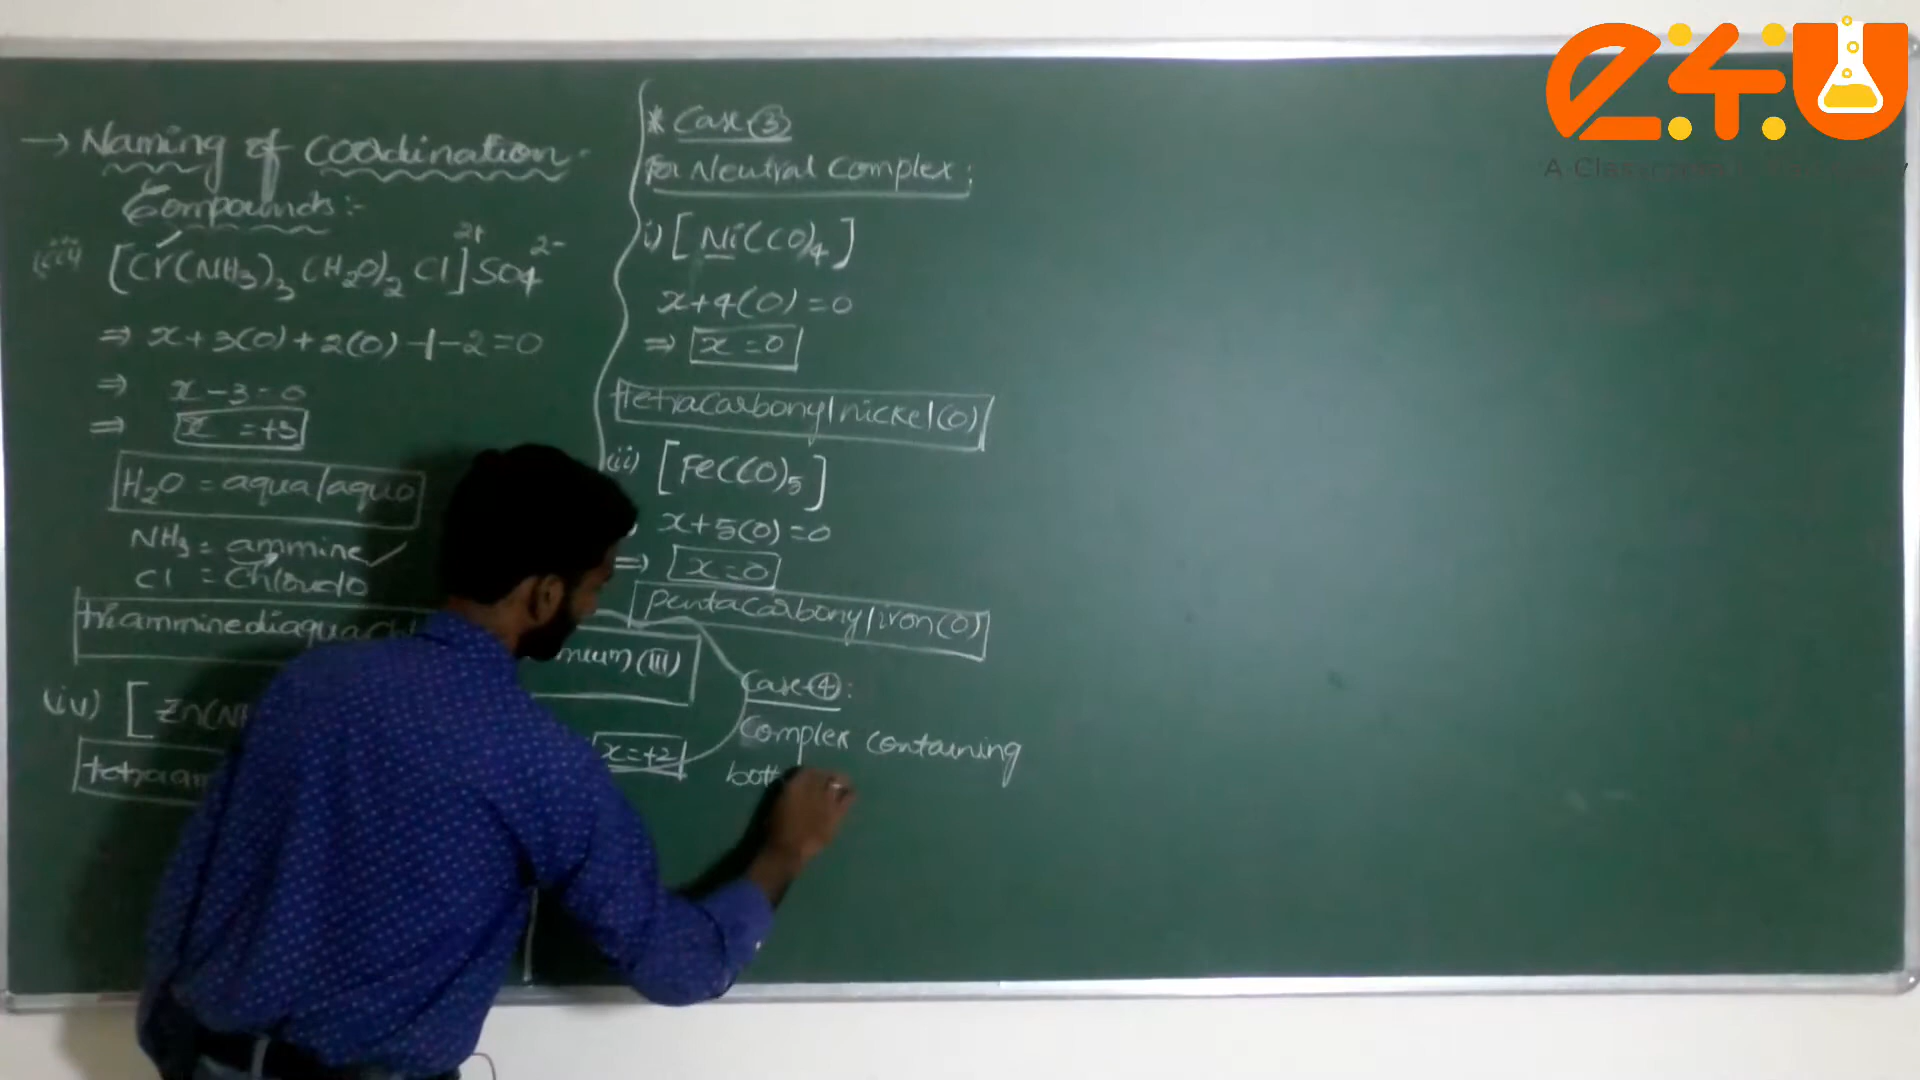 → Naming of Coordination
Compounds:-
(iii) [Cr(NH3)3 (H2O)2 Cl]2+ SO4 2-
⇒ x+3(0)+2(0)-1-2=0
⇒ x-3=0
⇒ x =+3
H2O = aqua/aquo
NH3 = ammine ✓
Cl = Chlorido
triamminediaqua
(III)
(iv) [Zn(N
x=+2
* Case-(3)
For Neutral Complex:
i) [Ni(CO)4]
x+4(0)=0
⇒ x=0
tetracarbonylnickel(0)
(ii) [Fe(CO)5]
x+5(0)=0
⇒ x=0
pentacarbonyliron(0)
Case-(4):
Complex containing
both
e4U